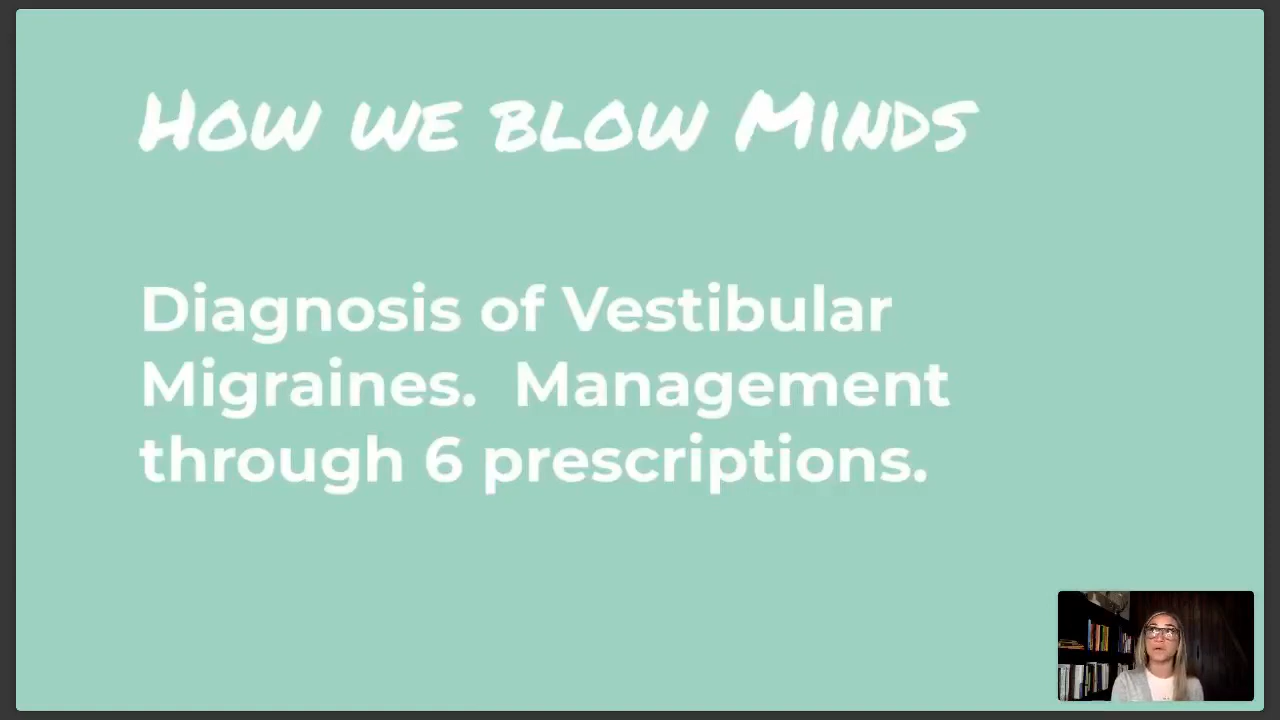 How we blow Minds
Diagnosis of Vestibular
Migraines.  Management
through 6 prescriptions.